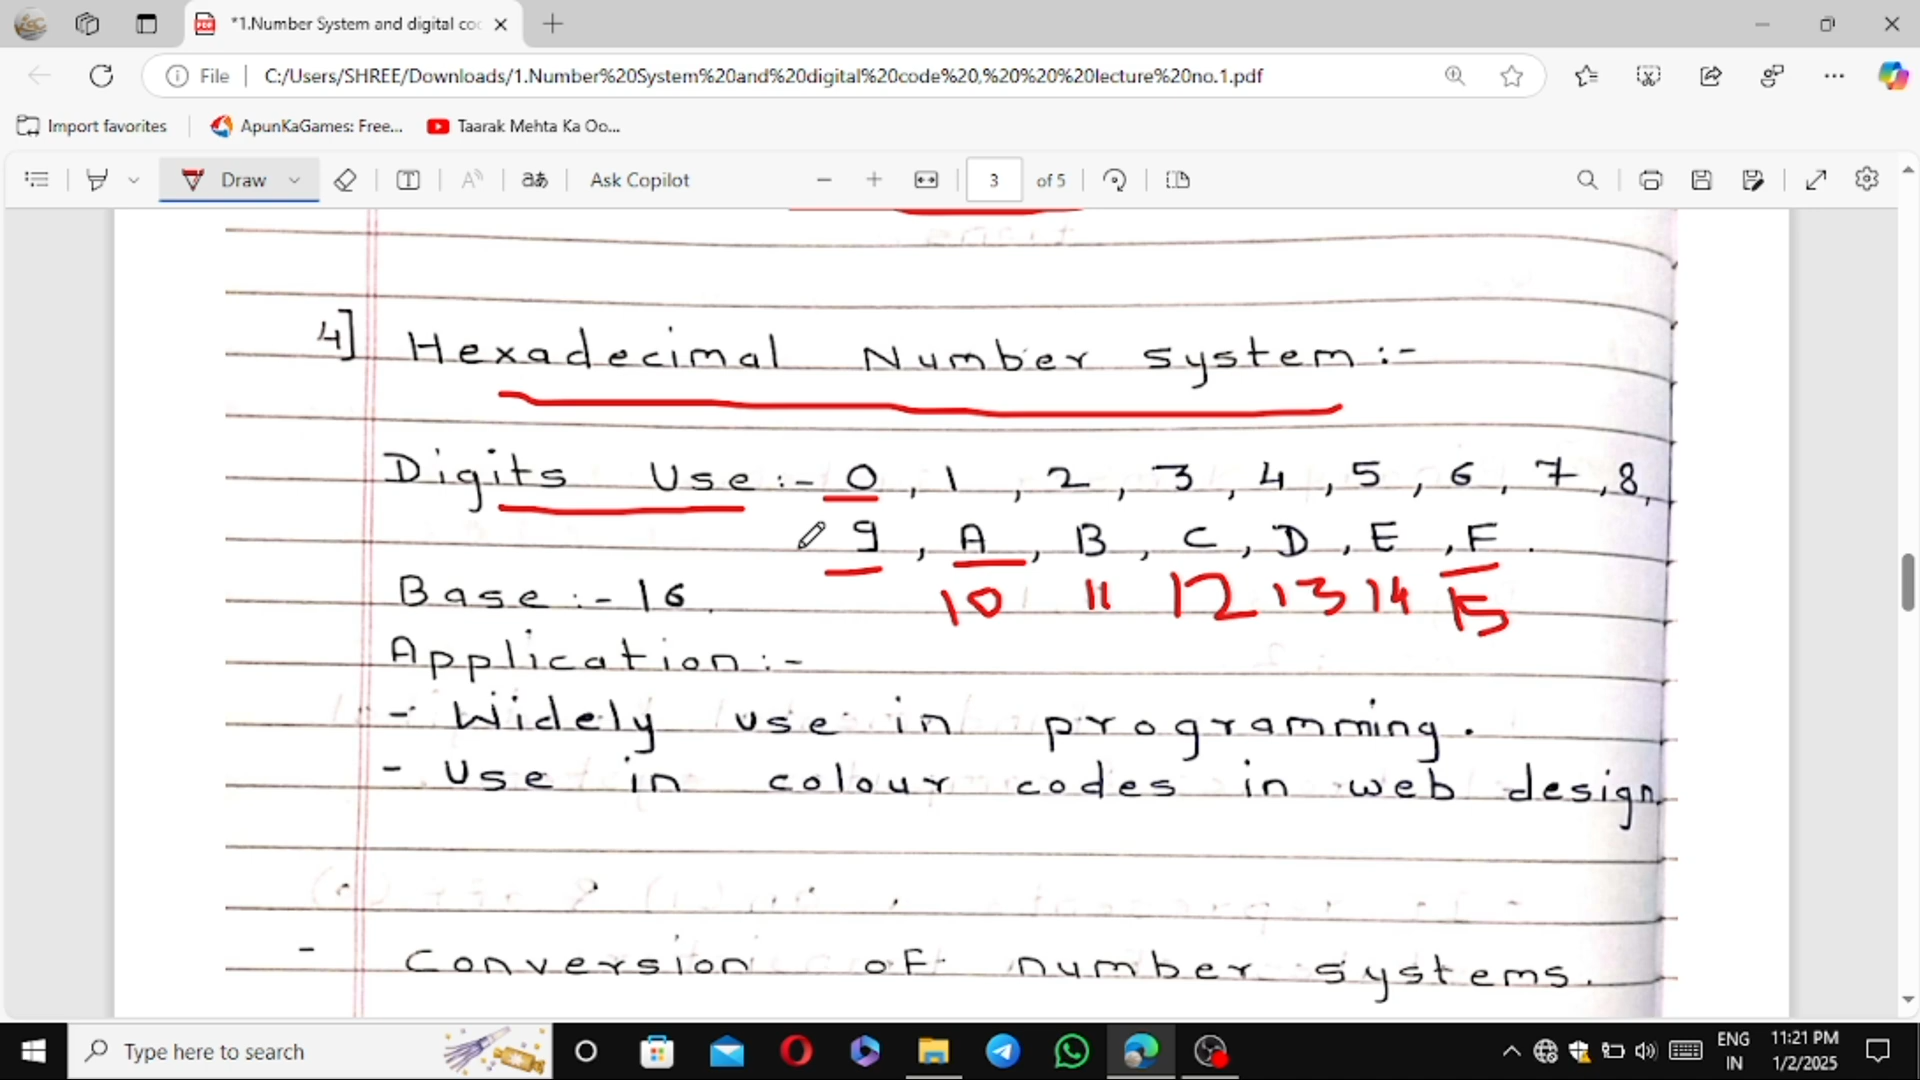 *1.Number System and digital co
File C:/Users/SHREE/Downloads/1.Number%20System%20and%20digital%20code%20,%20%20%20lecture%20no.1.pdf
Import favorites ApunKaGames: Free... Taarak Mehta Ka Oo...
Draw Ask Copilot 3 of 5
4] Hexadecimal Number system:-
Digits Use:- 0, 1, 2, 3, 4, 5, 6, 7, 8,
9, A, B, C, D, E, F.
Base:- 16. 10 11 12 13 14 15
Application:-
- Widely use in programming.
- Use in colour codes in web design.
- Conversion of number systems.
Type here to search ENG 11:21 PM
IN 1/2/2025